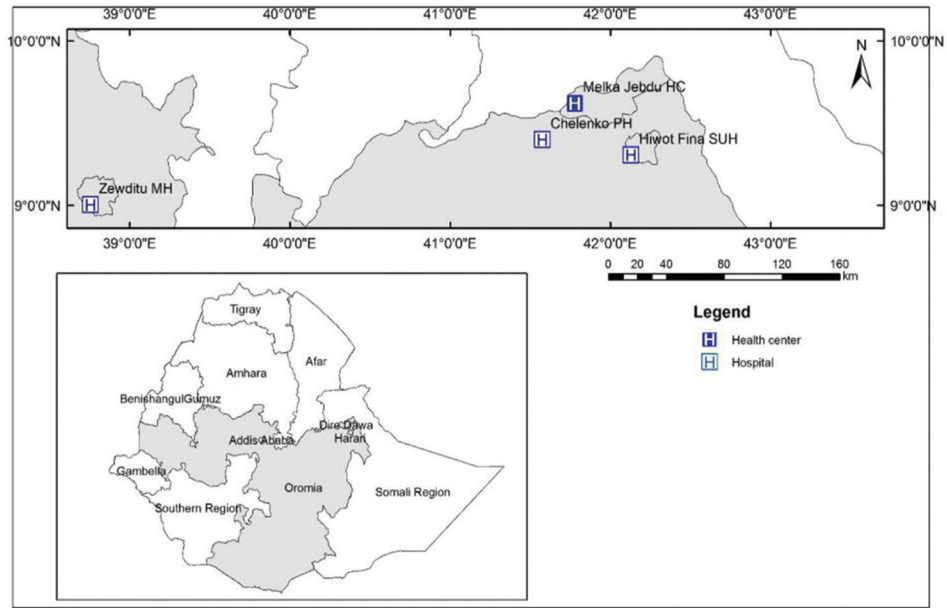 39°0'0"E 40°0'0"E 41°0'0"E 42°0'0"E 43°0'0"E
10°0'0"N 10°0'0"N
N
Melka Jebdu HC
Chelenko PH
Hiwot Fina SUH
Zewditu MH
9°0'0"N 9°0'0"N
39°0'0"E 40°0'0"E 41°0'0"E 42°0'0"E 43°0'0"E
0 20 40 80 120 160
km
Legend
H Health center
H Hospital
Tigray
Afar
Amhara
BenishangulGumuz
Dire Dawa
Addis Ababa
Harari
Gambella
Oromia
Somali Region
Southern Region